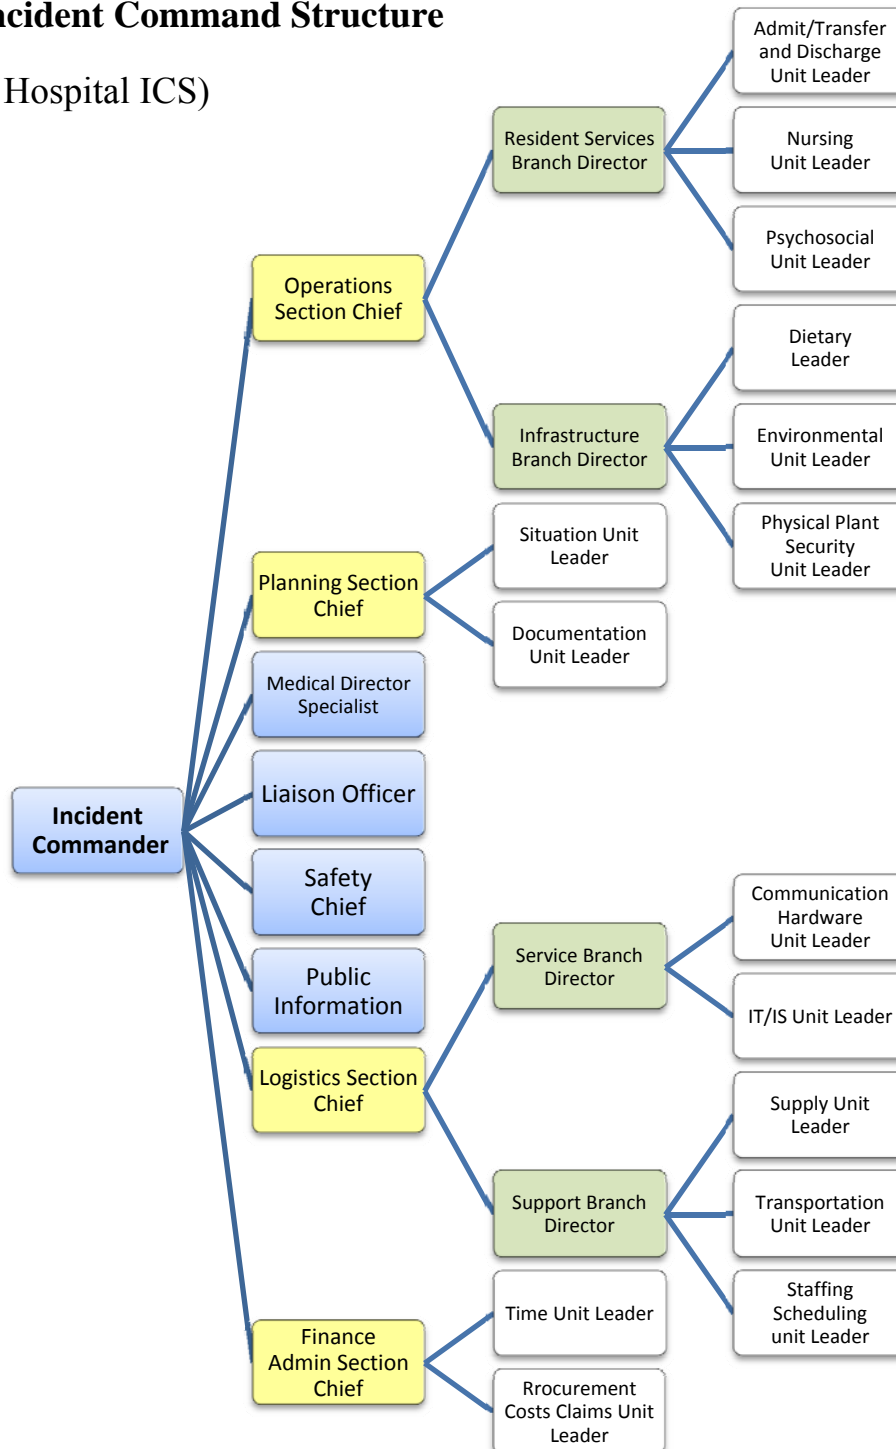 ncident Command Structure
Hospital ICS)
Incident
Commander
Operations
Section Chief
Resident Services
Branch Director
Admit/Transfer
and Discharge
Unit Leader
Nursing
Unit Leader
Psychosocial
Unit Leader
Infrastructure
Branch Director
Dietary
Leader
Environmental
Unit Leader
Physical Plant
Security
Unit Leader
Planning Section
Chief
Situation Unit
Leader
Documentation
Unit Leader
Medical Director
Specialist
Liaison Officer
Safety
Chief
Public
Information
Logistics Section
Chief
Service Branch
Director
Communication
Hardware
Unit Leader
IT/IS Unit Leader
Support Branch
Director
Supply Unit
Leader
Transportation
Unit Leader
Staffing
Scheduling
unit Leader
Finance
Admin Section
Chief
Time Unit Leader
Rrocurement
Costs Claims Unit
Leader